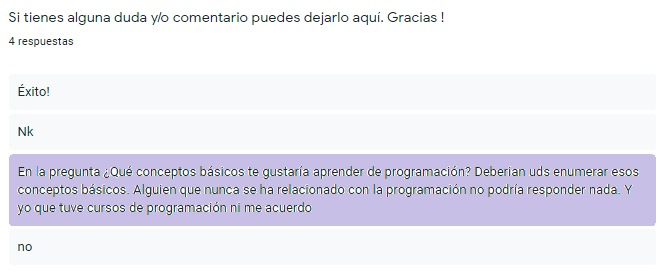 Si tienes alguna duda y/o comentario puedes dejarlo aquí. Gracias !
4 respuestas
Éxito!
Nk
En la pregunta ¿Qué conceptos básicos te gustaría aprender de programación? Deberian uds enumerar esos
conceptos básicos. Alguien que nunca se ha relacionado con la programación no podría responder nada. Y
yo que tuve cursos de programación ni me acuerdo
no